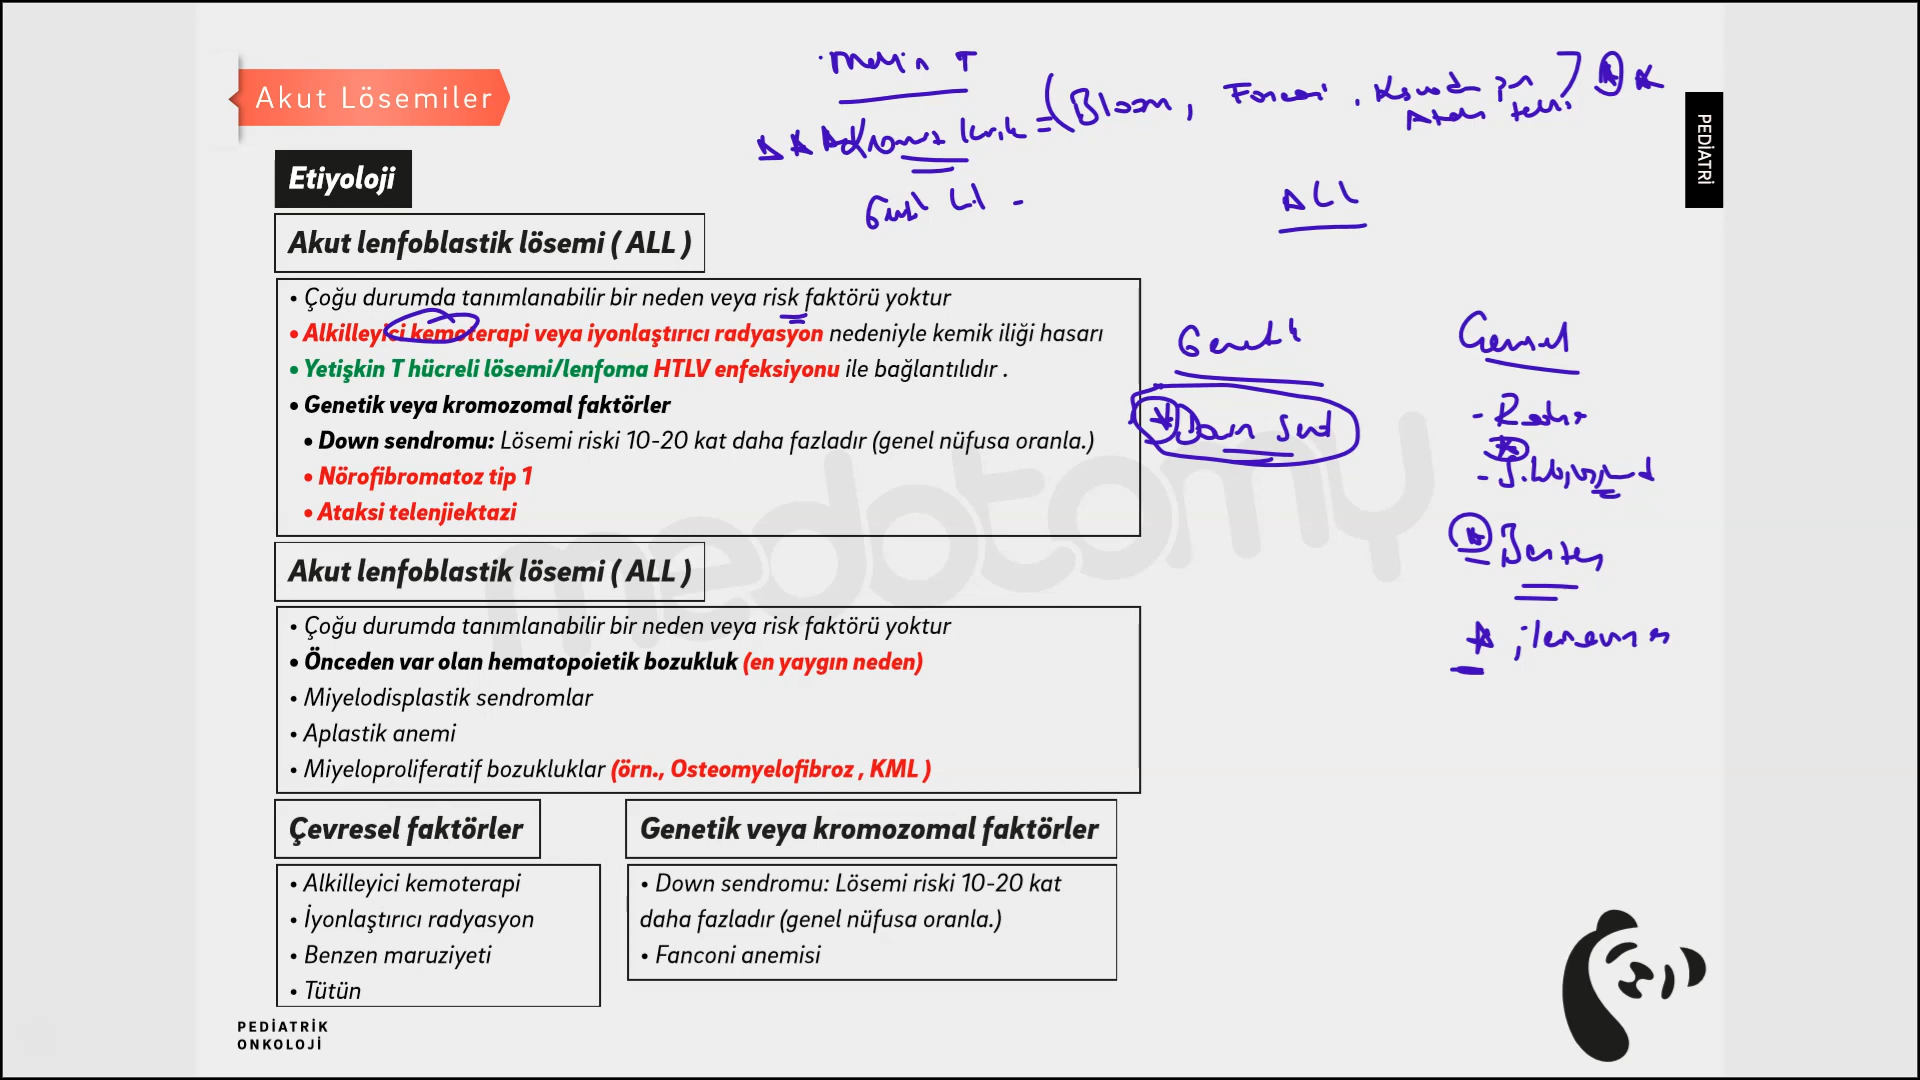 Akut Lösemiler
PEDİATRİ
Etiyoloji
Akut lenfoblastik lösemi ( ALL )
• Çoğu durumda tanımlanabilir bir neden veya risk faktörü yoktur
• Alkilleyici kemoterapi veya iyonlaştırıcı radyasyon nedeniyle kemik iliği hasarı
• Yetişkin T hücreli lösemi/lenfoma HTLV enfeksiyonu ile bağlantılıdır .
• Genetik veya kromozomal faktörler
• Down sendromu: Lösemi riski 10-20 kat daha fazladır (genel nüfusa oranla.)
• Nörofibromatoz tip 1
• Ataksi telenjiektazi
Akut lenfoblastik lösemi ( ALL )
• Çoğu durumda tanımlanabilir bir neden veya risk faktörü yoktur
• Önceden var olan hematopoietik bozukluk (en yaygın neden)
• Miyelodisplastik sendromlar
• Aplastik anemi
• Miyeloproliferatif bozukluklar (örn., Osteomyelofibroz , KML )
Çevresel faktörler
• Alkilleyici kemoterapi
• İyonlaştırıcı radyasyon
• Benzen maruziyeti
• Tütün
Genetik veya kromozomal faktörler
• Down sendromu: Lösemi riski 10-20 kat
daha fazladır (genel nüfusa oranla.)
• Fanconi anemisi
Bloom,
ALL
medotomy
PEDİATRİK
ONKOLOJİ